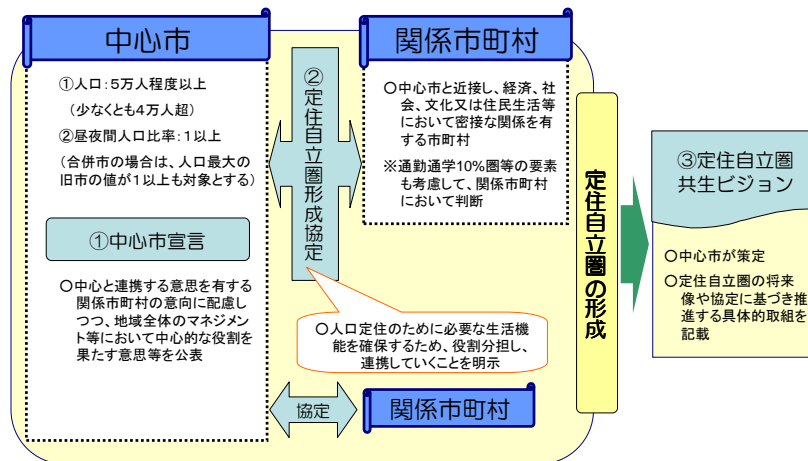 中心市
①人口：5万人程度以上
（少なくとも4万人超）
②昼夜間人口比率：1以上
（合併市の場合は、人口最大の
旧市の値が1以上も対象とする）
①中心市宣言
○中心と連携する意思を有する
関係市町村の意向に配慮し
つつ、地域全体のマネジメン
ト等において中心的な役割を
果たす意思等を公表
②定住自立圏形成協定
関係市町村
○中心市と近接し、経済、社
会、文化又は住民生活等
において密接な関係を有
する市町村
※通勤通学10％圏等の要素
も考慮して、関係市町村
において判断
○人口定住のために必要な生活機
能を確保するため、役割分担し、
連携していくことを明示
協定
関係市町村
定住自立圏の形成
③定住自立圏
共生ビジョン
○中心市が策定
○定住自立圏の将来
像や協定に基づき推
進する具体的取組を
記載